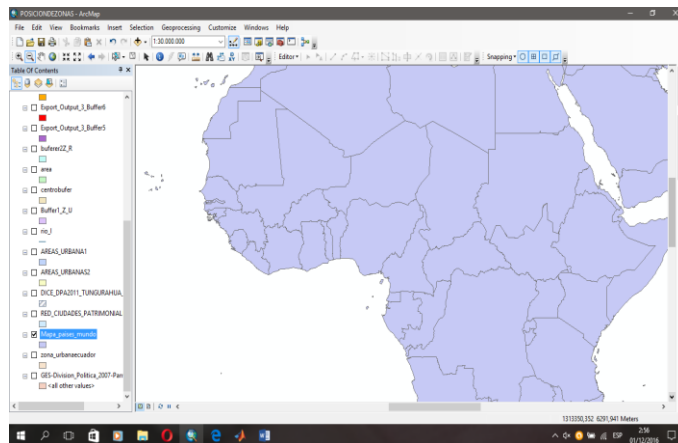 POSICIONDEZONAS - ArcMap
File Edit View Bookmarks Insert Selection Geoprocessing Customize Windows Help
1:30.000.000
Editor
Snapping
Table Of Contents
Export_Output_3_Buffer6
Export_Output_3_Buffer5
buferer2Z_R
area
centrobufer
Buffer1_Z_U
rio_l
AREAS_URBANA1
AREAS_URBANAS2
DICE_DPA2011_TUNGURAHUA_
RED_CIUDADES_PATRIMONIAL
Mapa_paises_mundo
zona_urbanaecuador
GES-Division_Politica_2007-Pan
<all other values>
1313350,352 6291,941 Meters
ESP
2:56
01/12/2016